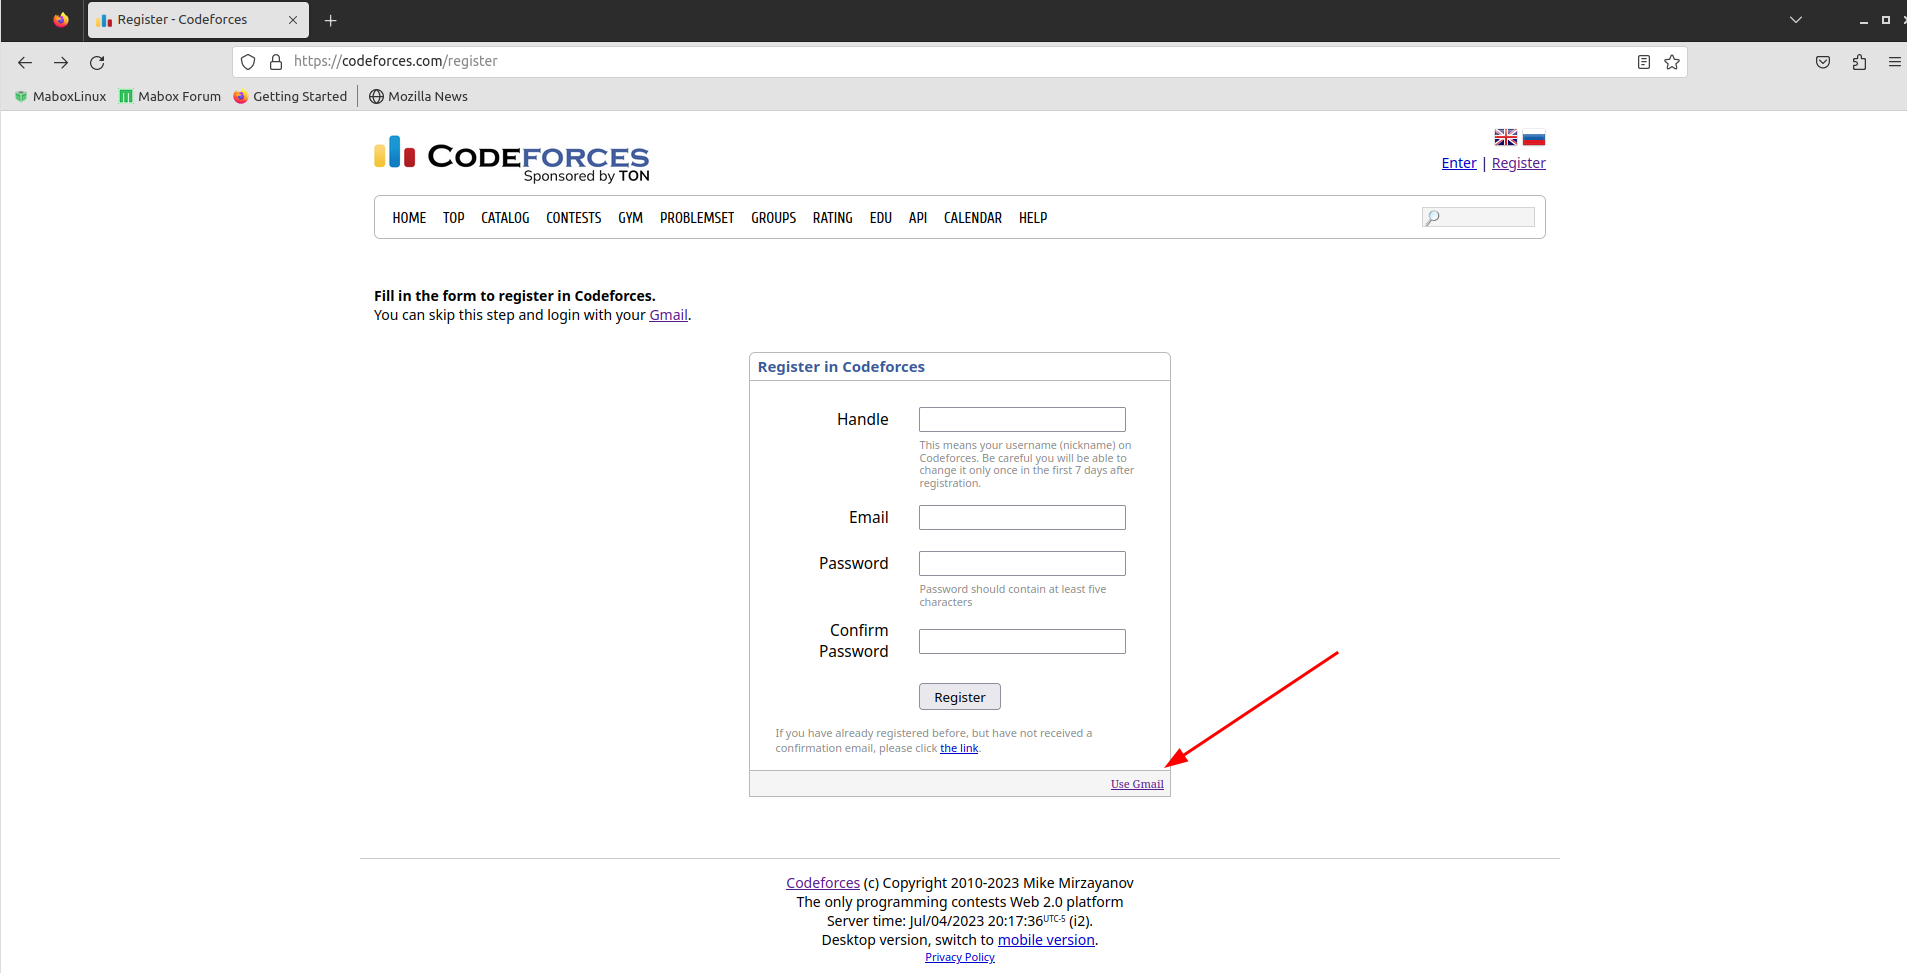 Register - Codeforces
https://codeforces.com/register
MaboxLinux Mabox Forum Getting Started Mozilla News
CODEFORCES
Sponsored by TON
Enter | Register
HOME TOP CATALOG CONTESTS GYM PROBLEMSET GROUPS RATING EDU API CALENDAR HELP
Fill in the form to register in Codeforces.
You can skip this step and login with your Gmail.
Register in Codeforces
Handle
This means your username (nickname) on
Codeforces. Be careful you will be able to
change it only once in the first 7 days after
registration.
Email
Password
Password should contain at least five
characters
Confirm
Password
Register
If you have already registered before, but have not received a
confirmation email, please click the link.
Use Gmail
Codeforces (c) Copyright 2010-2023 Mike Mirzayanov
The only programming contests Web 2.0 platform
Server time: Jul/04/2023 20:17:36UTC-5 (i2).
Desktop version, switch to mobile version.
Privacy Policy